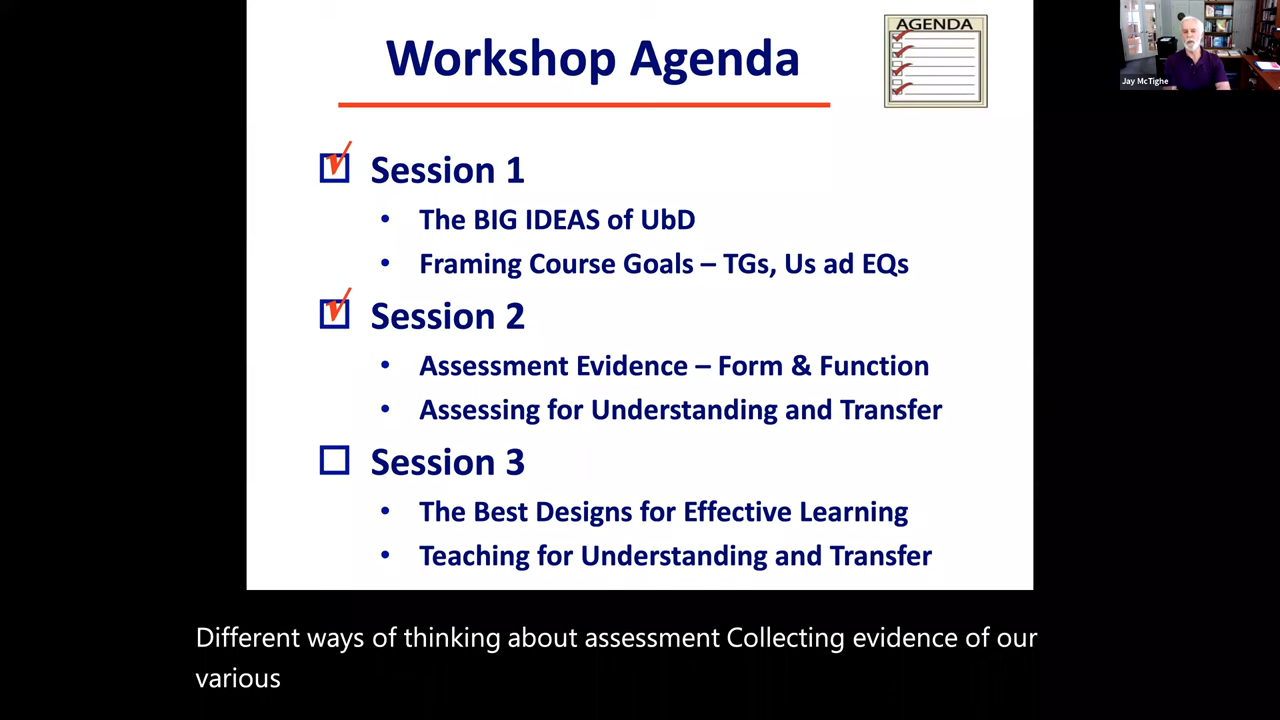 Workshop Agenda
AGENDA
Jay McTighe
Session 1
• The BIG IDEAS of UbD
• Framing Course Goals – TGs, Us ad EQs
Session 2
• Assessment Evidence – Form & Function
• Assessing for Understanding and Transfer
Session 3
• The Best Designs for Effective Learning
• Teaching for Understanding and Transfer
Different ways of thinking about assessment Collecting evidence of our
various